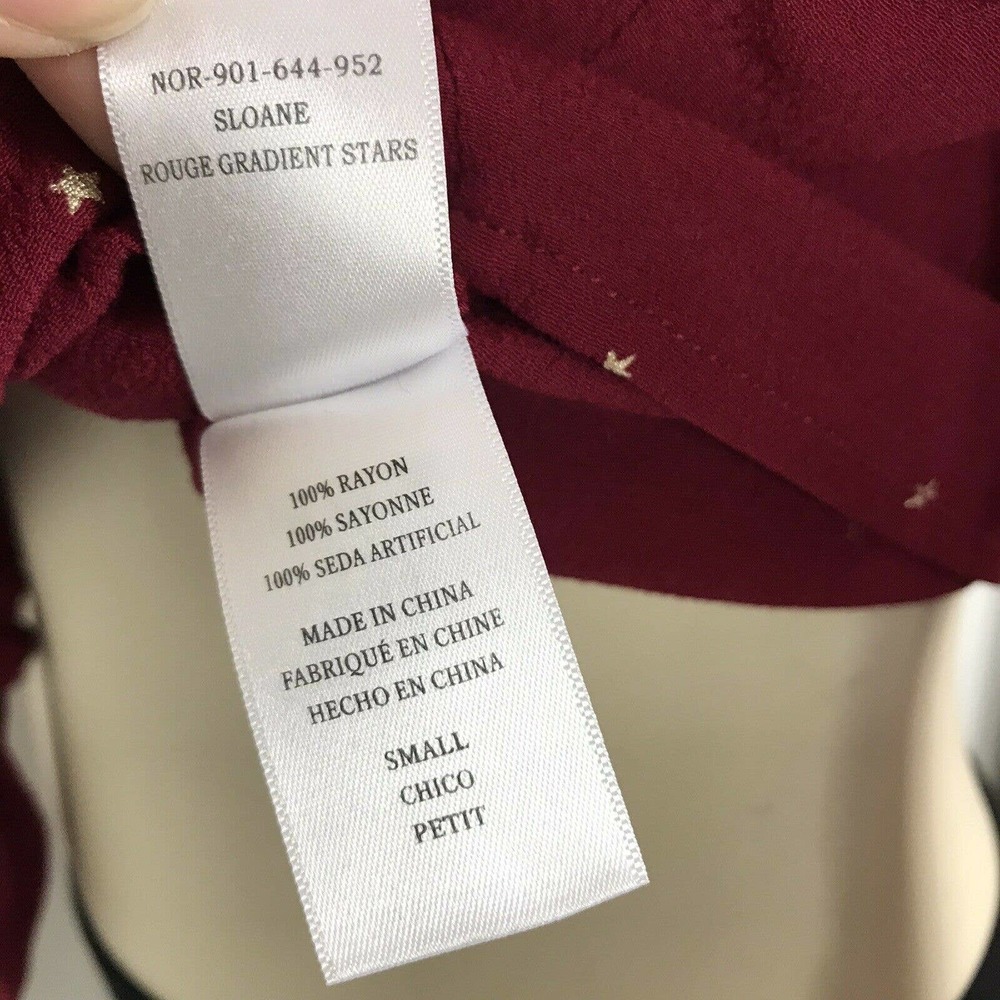 NOR-901-644-952
SLOANE
ROUGE GRADIENT STARS
100% RAYON
100% SAYONNE
100% SEDA ARTIFICIAL
MADE IN CHINA
FABRIQUÉ EN CHINE
HECHO EN CHINA
SMALL
CHICO
PETIT